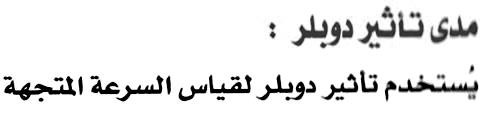 مدى تأثير دوبلر :
يُستخدم تأثير دوبلر لقياس السرعة المتجهة